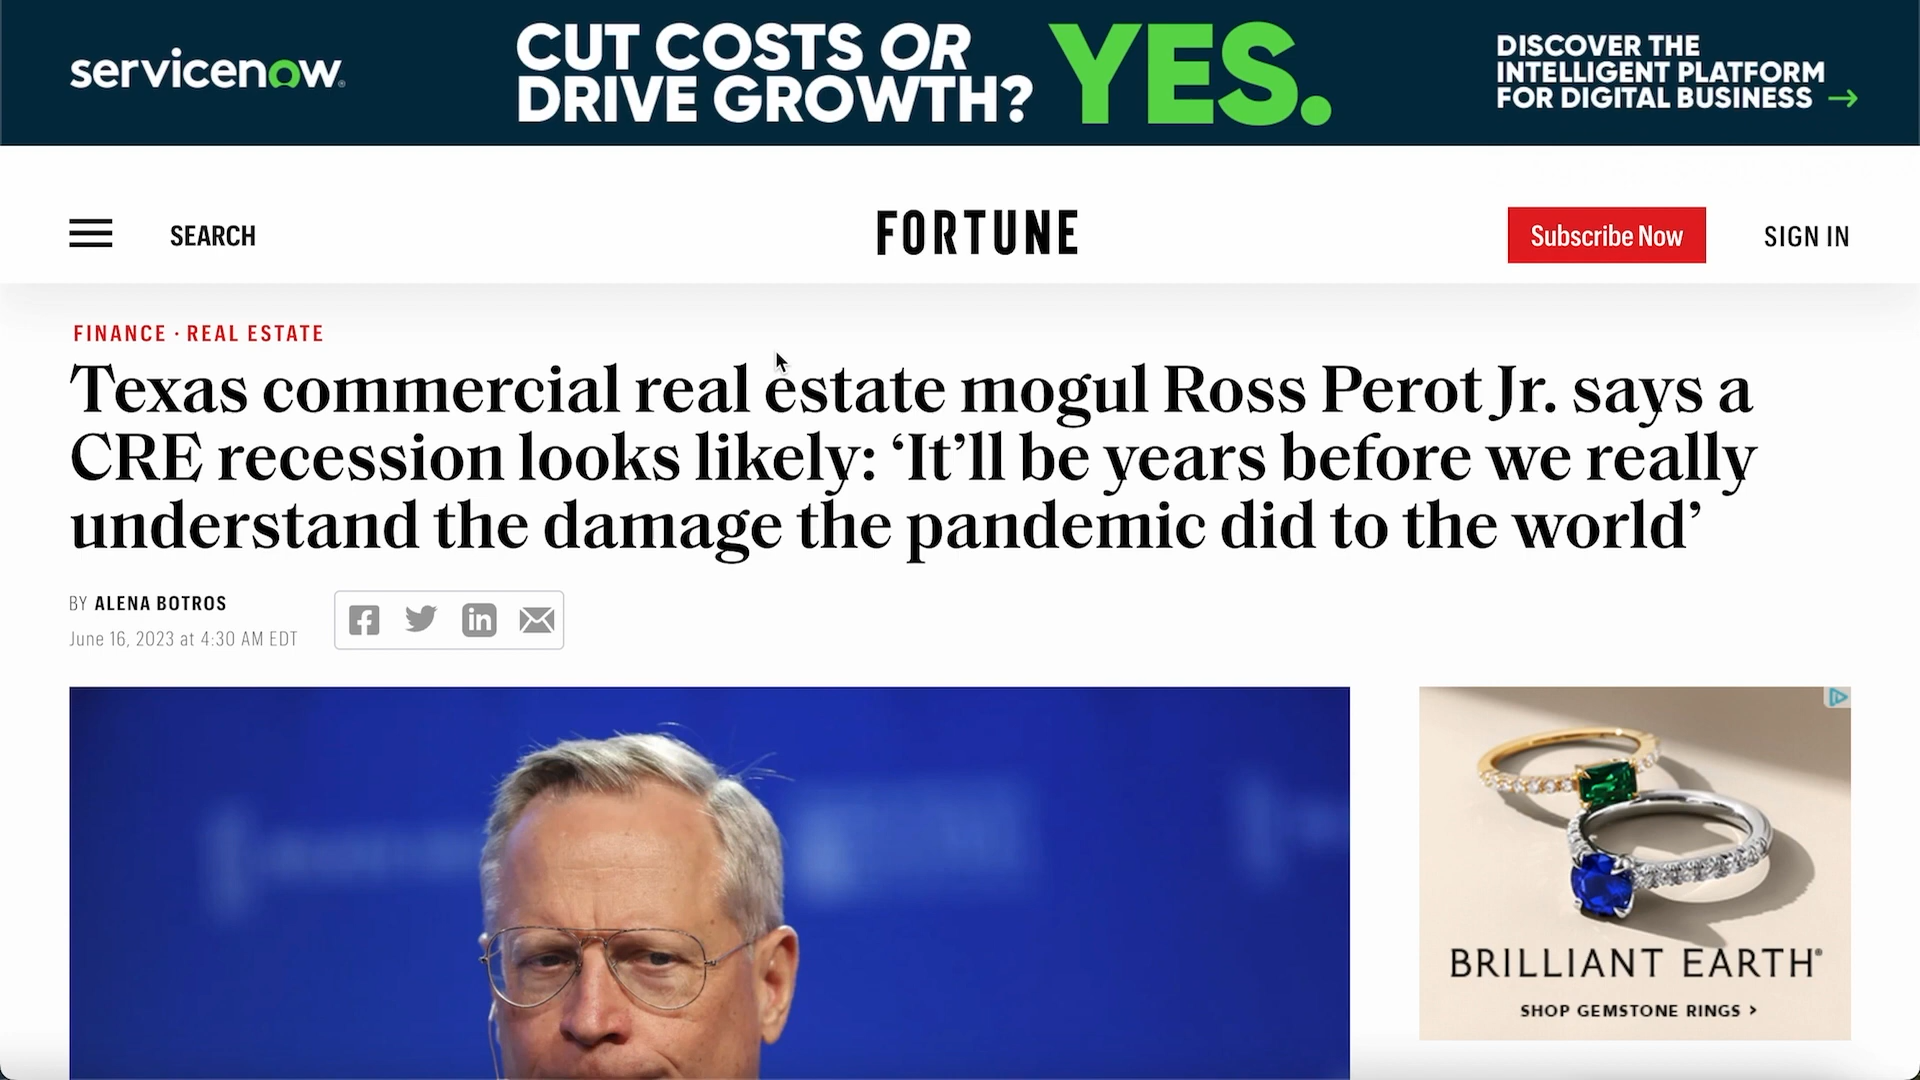 servicenow
CUT COSTS OR
DRIVE GROWTH?
YES.
DISCOVER THE
INTELLIGENT PLATFORM
FOR DIGITAL BUSINESS →
SEARCH
FORTUNE
Subscribe Now
SIGN IN
FINANCE · REAL ESTATE
Texas commercial real estate mogul Ross Perot Jr. says a
CRE recession looks likely: ‘It’ll be years before we really
understand the damage the pandemic did to the world’
BY ALENA BOTROS
June 16, 2023 at 4:30 AM EDT
BRILLIANT EARTH®
SHOP GEMSTONE RINGS >